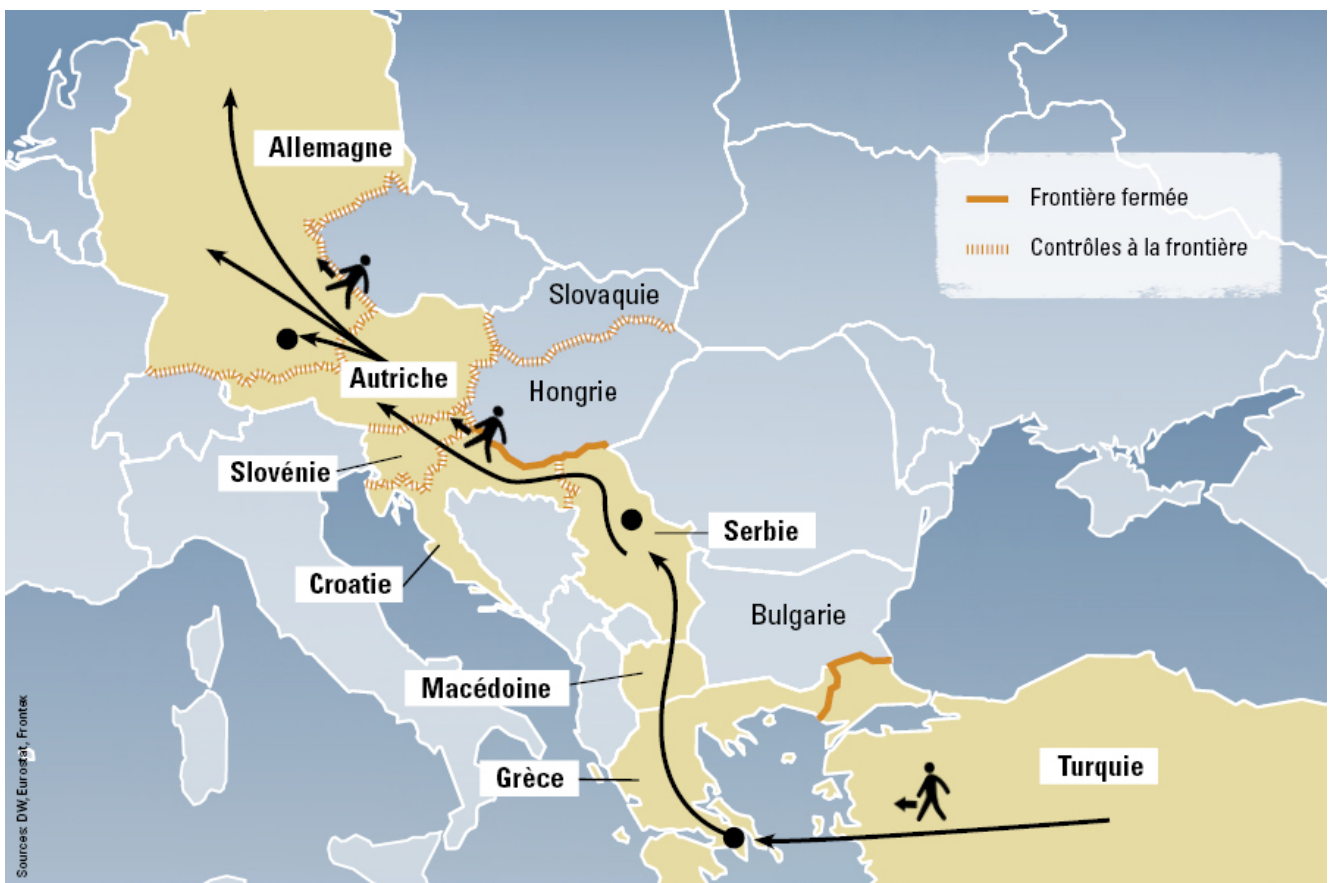 Allemagne
Frontière fermée
Contrôles à la frontière
Slovaquie
Autriche
Hongrie
Slovénie
Serbie
Croatie
Bulgarie
Macédoine
Grèce
Turquie
Sources: DW, Eurostat, Frontex